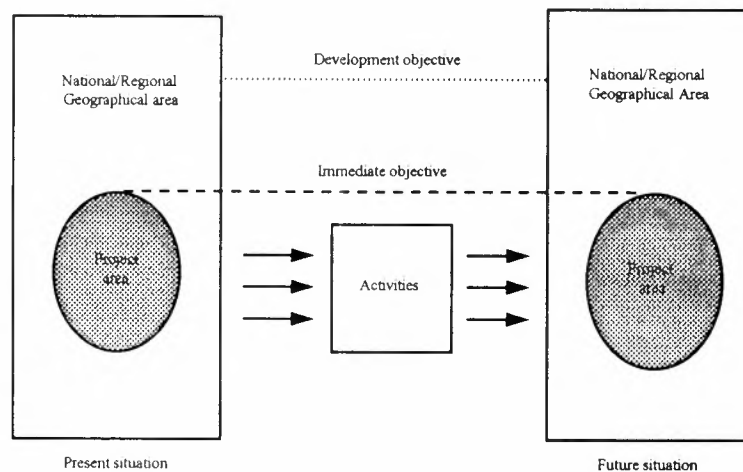 Development objective
National/Regional
Geographical area
National/Regional
Geographical Area
Immediate objective
Project
area
Activities
Project
area
Present situation
Future situation